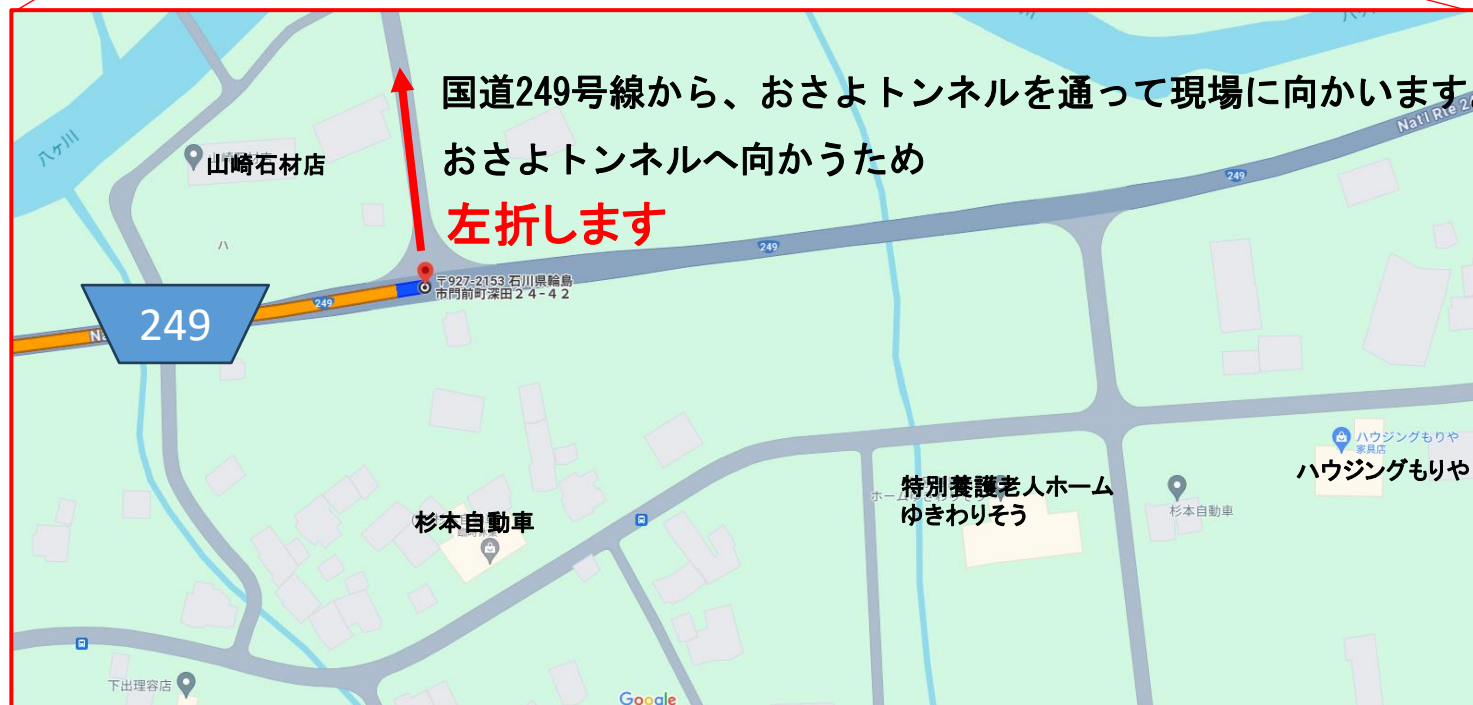 国道249号線から、おさよトンネルを通って現場に向かいます。
おさよトンネルへ向かうため
左折します
八ケ川
Nat'l Rte 2
249
山崎石材店
ハ
249
〒927-2153 石川県輪島
市門前町深田24-42
249
249
ハウジングもりや
家具店
ハウジングもりや
特別養護老人ホーム
ゆきわりそう
杉本自動車
杉本自動車
下出理容店
Google